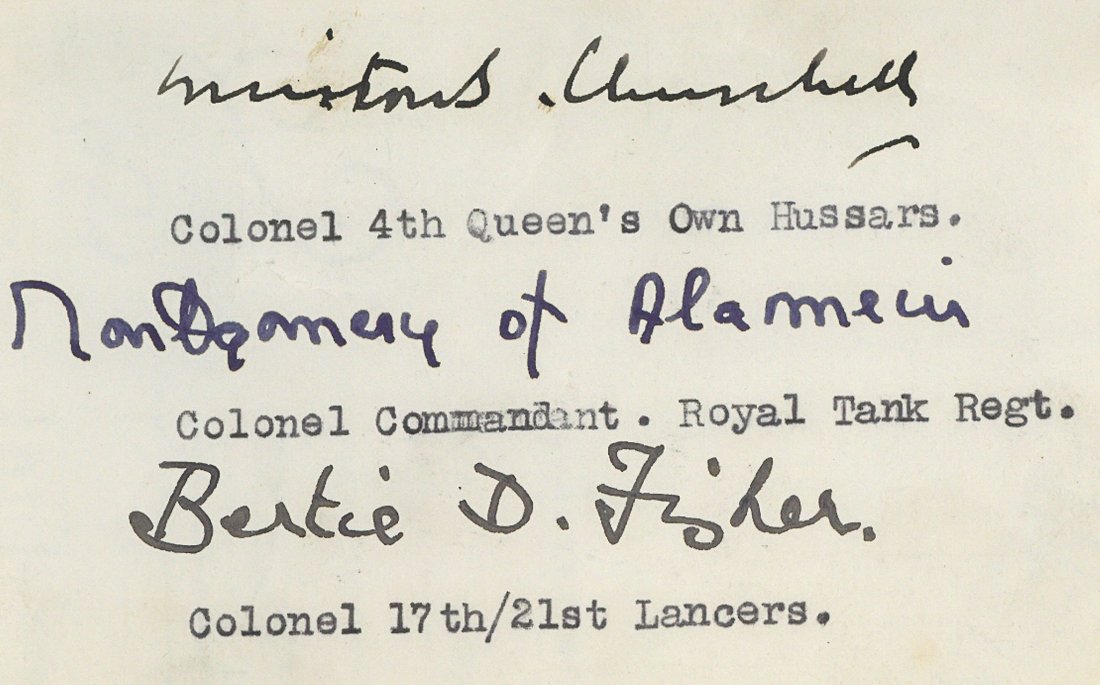 Winston S. Churchill
Colonel 4th Queen's Own Hussars.
Montgomery of Alamein
Colonel Commandant. Royal Tank Regt.
Bertie D. Fisher.
Colonel 17th/21st Lancers.